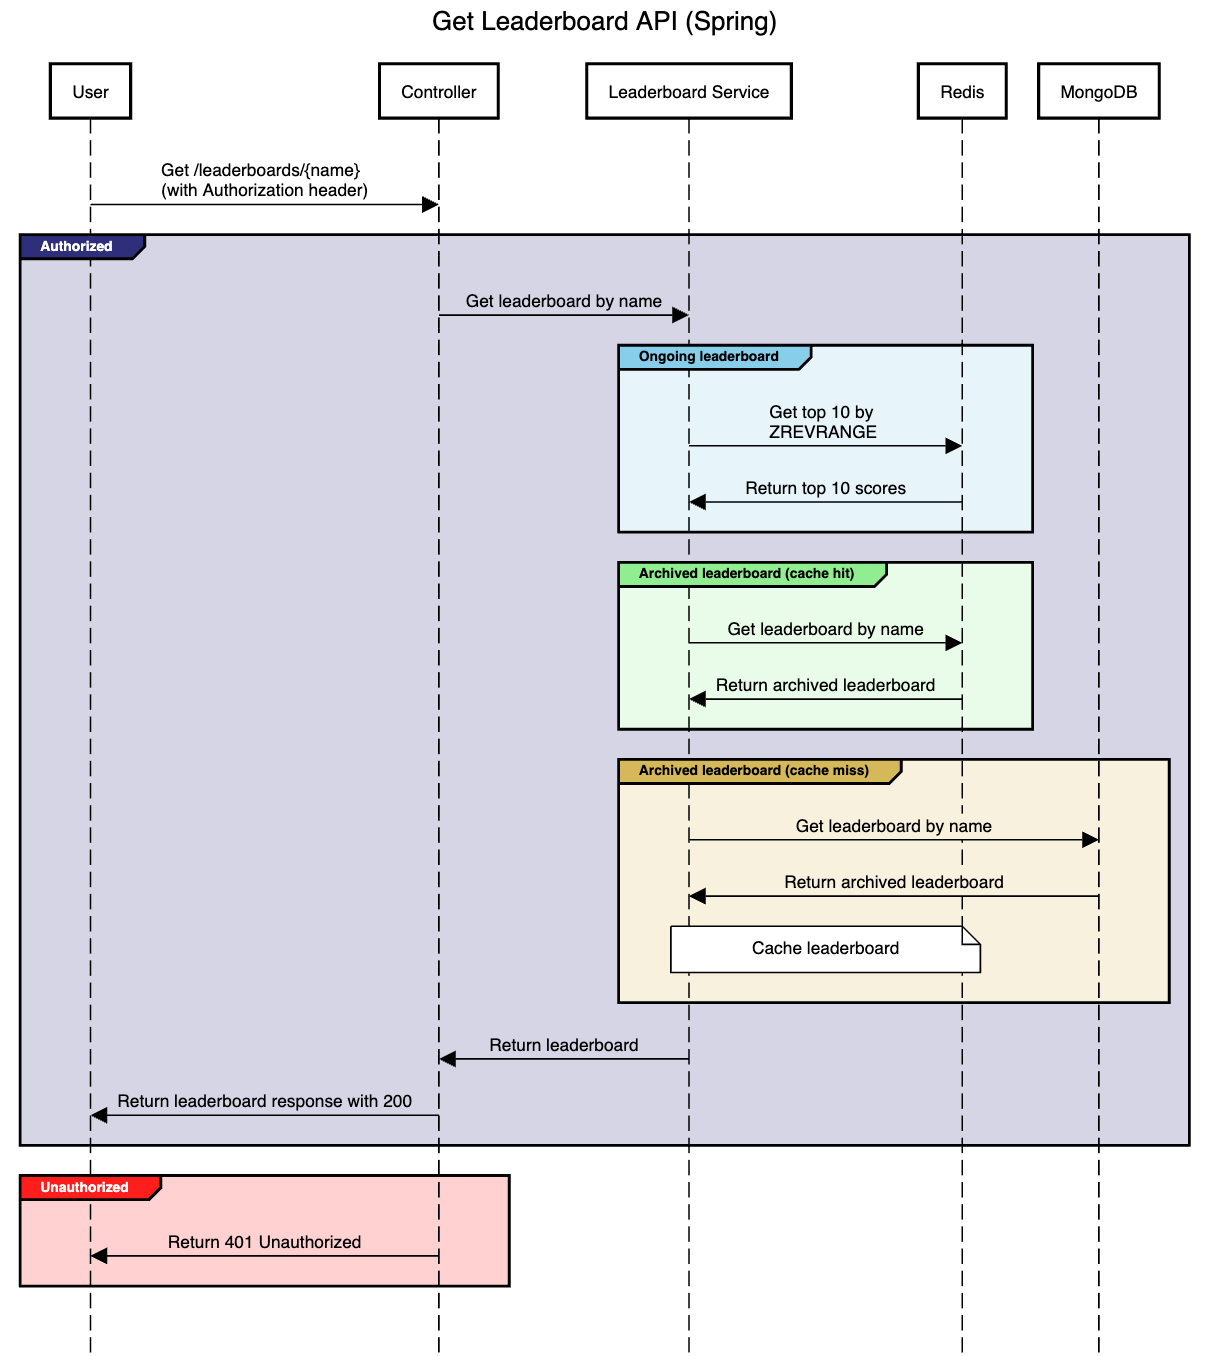 Get Leaderboard API (Spring)
User
Controller
Leaderboard Service
Redis
MongoDB
Get /leaderboards/{name}
(with Authorization header)
Authorized
Get leaderboard by name
Ongoing leaderboard
Get top 10 by
ZREVRANGE
Return top 10 scores
Archived leaderboard (cache hit)
Get leaderboard by name
Return archived leaderboard
Archived leaderboard (cache miss)
Get leaderboard by name
Return archived leaderboard
Cache leaderboard
Return leaderboard
Return leaderboard response with 200
Unauthorized
Return 401 Unauthorized